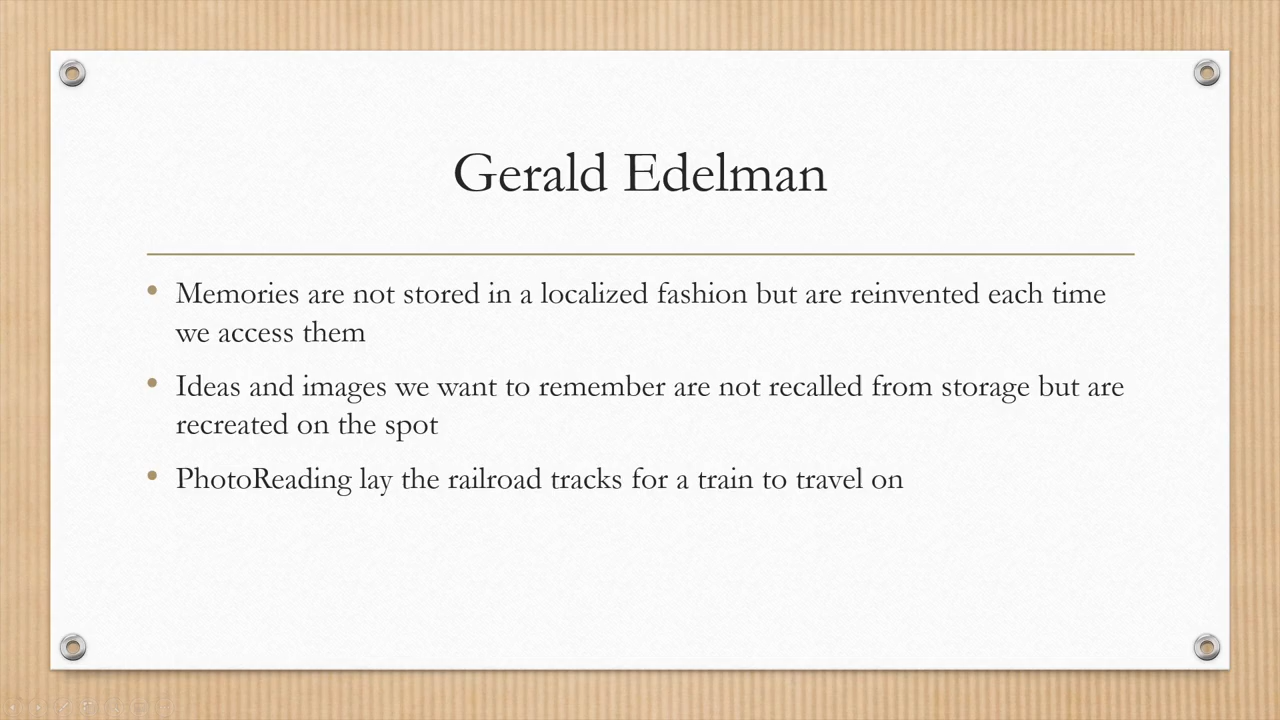 Gerald Edelman
• Memories are not stored in a localized fashion but are reinvented each time
we access them
• Ideas and images we want to remember are not recalled from storage but are
recreated on the spot
• PhotoReading lay the railroad tracks for a train to travel on